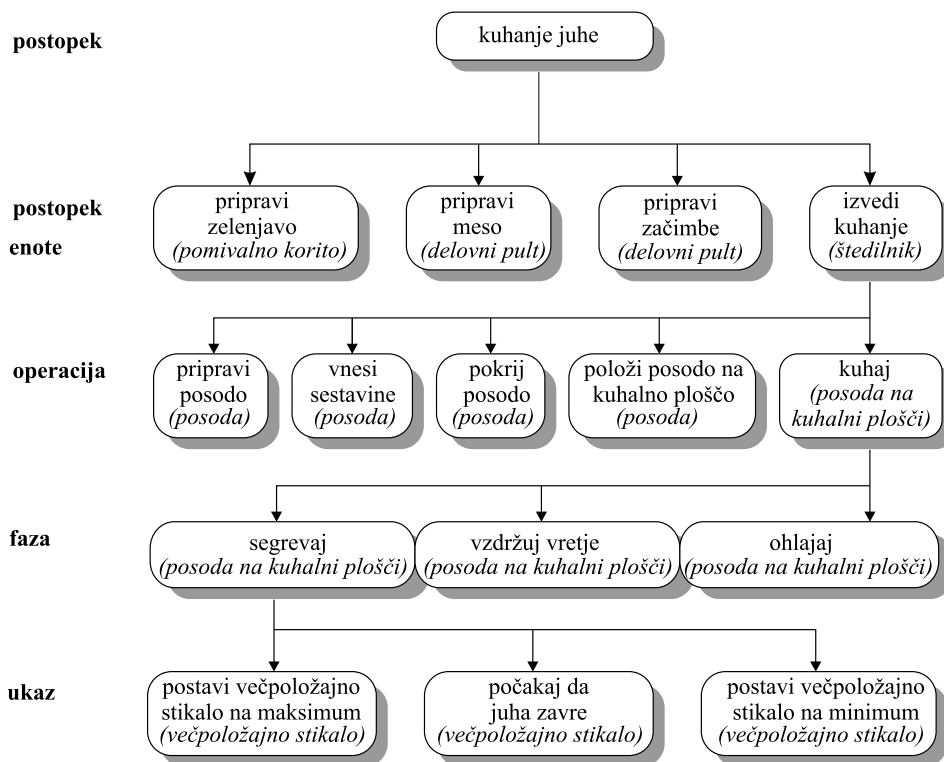 postopek
kuhanje juhe
postopek
enote
pripravi
zelenjavo
(pomivalno korito)
pripravi
meso
(delovni pult)
pripravi
začimbe
(delovni pult)
izvedi
kuhanje
(štedilnik)
operacija
pripravi
posodo
(posoda)
vnesi
sestavine
(posoda)
pokrij
posodo
(posoda)
položi posodo na
kuhalno ploščo
(posoda)
kuhaj
(posoda na
kuhalni plošči)
faza
segrevaj
(posoda na kuhalni plošči)
vzdržuj vretje
(posoda na kuhalni plošči)
ohlajaj
(posoda na kuhalni plošči)
ukaz
postavi večpoložajno
stikalo na maksimum
(večpoložajno stikalo)
počakaj da
juha zavre
(večpoložajno stikalo)
postavi večpoložajno
stikalo na minimum
(večpoložajno stikalo)